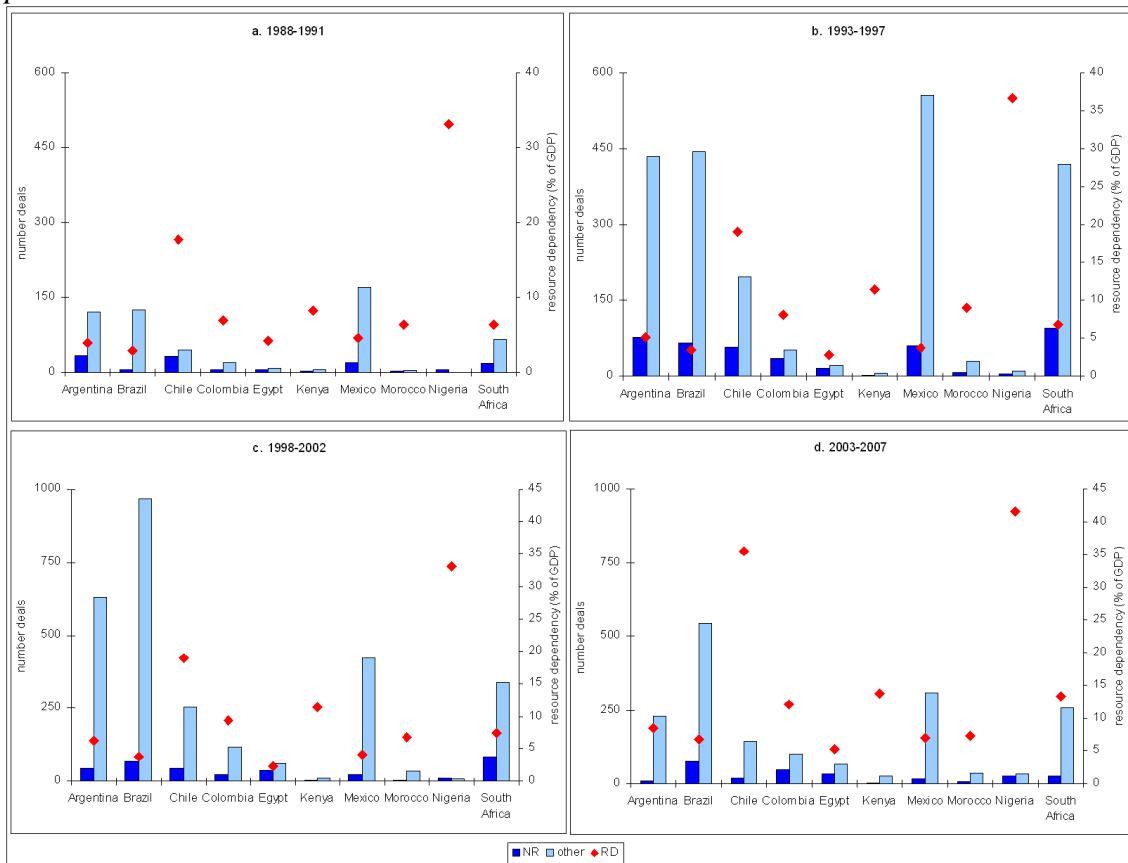 a. 1988-1991
600
450
300
150
0
number deals
40
30
20
10
0
resource dependency (% of GDP)
Argentina Brazil Chile Colombia Egypt Kenya Mexico Morocco Nigeria South
Africa
b. 1993-1997
600
450
300
150
0
number deals
40
35
30
25
20
15
10
5
0
resource dependency (% of GDP)
Argentina Brazil Chile Colombia Egypt Kenya Mexico Morocco Nigeria South
Africa
c. 1998-2002
1000
750
500
250
0
number deals
45
40
35
30
25
20
15
10
5
0
resource dependency (% of GDP)
Argentina Brazil Chile Colombia Egypt Kenya Mexico Morocco Nigeria South
Africa
d. 2003-2007
1000
750
500
250
0
number deals
45
40
35
30
25
20
15
10
5
0
resource dependency (% of GDP)
Argentina Brazil Chile Colombia Egypt Kenya Mexico Morocco Nigeria South
Africa
NR other RD